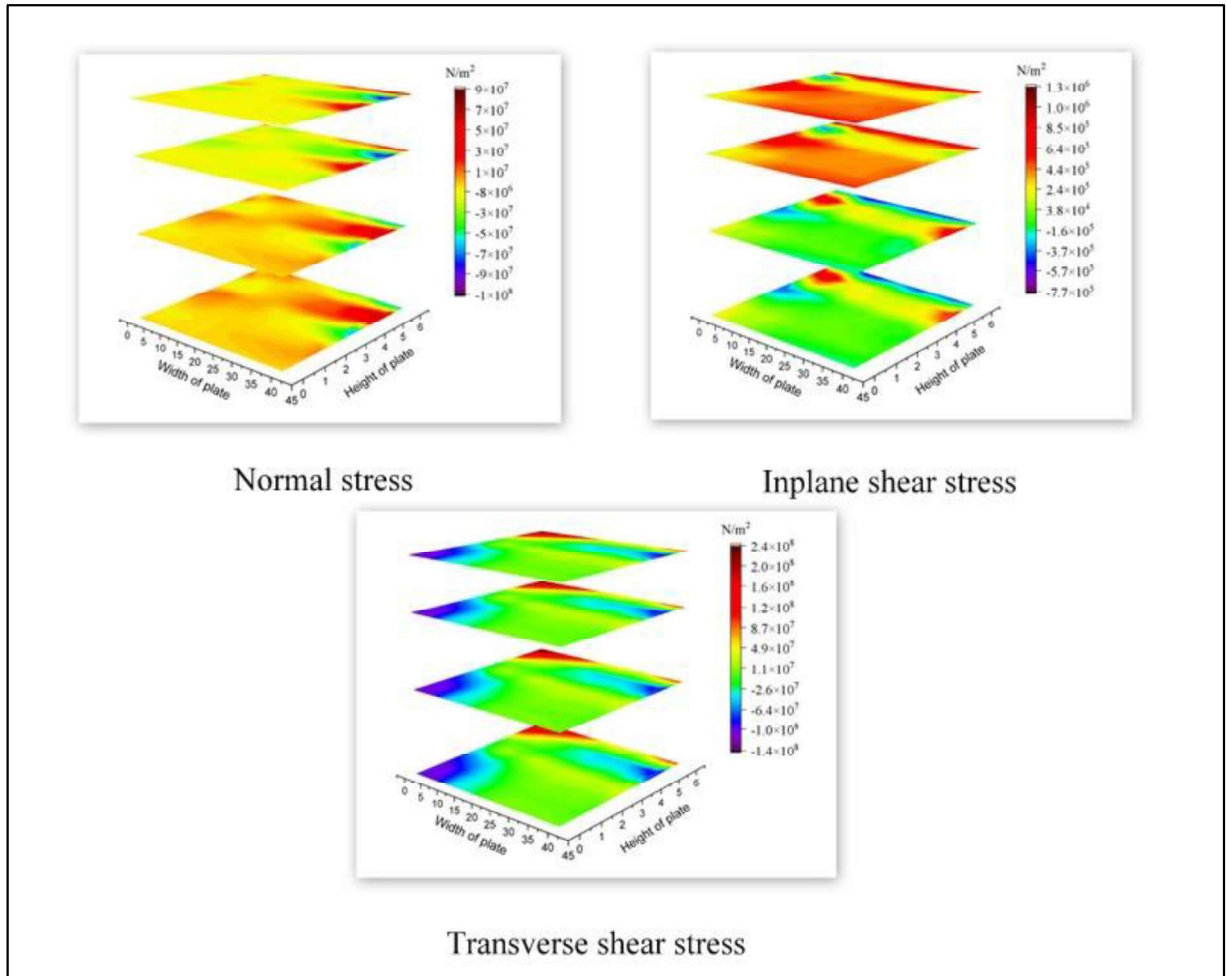 N/m²
9×10⁷
7×10⁷
5×10⁷
3×10⁷
1×10⁷
-8×10⁶
-3×10⁷
-5×10⁷
-7×10⁷
-9×10⁷
-1×10⁸
0 5 10 15 20 25 30 35 40 45
Width of plate
0 1 2 3 4 5 6
Height of plate
Normal stress
N/m²
1.3×10⁶
1.0×10⁶
8.5×10⁵
6.4×10⁵
4.4×10⁵
2.4×10⁵
3.8×10⁴
-1.6×10⁵
-3.7×10⁵
-5.7×10⁵
-7.7×10⁵
0 5 10 15 20 25 30 35 40 45
Width of plate
0 1 2 3 4 5 6
Height of plate
Inplane shear stress
N/m²
2.4×10⁸
2.0×10⁸
1.6×10⁸
1.2×10⁸
8.7×10⁷
4.9×10⁷
1.1×10⁷
-2.6×10⁷
-6.4×10⁷
-1.0×10⁸
-1.4×10⁸
0 5 10 15 20 25 30 35 40 45
Width of plate
0 1 2 3 4 5 6
Height of plate
Transverse shear stress